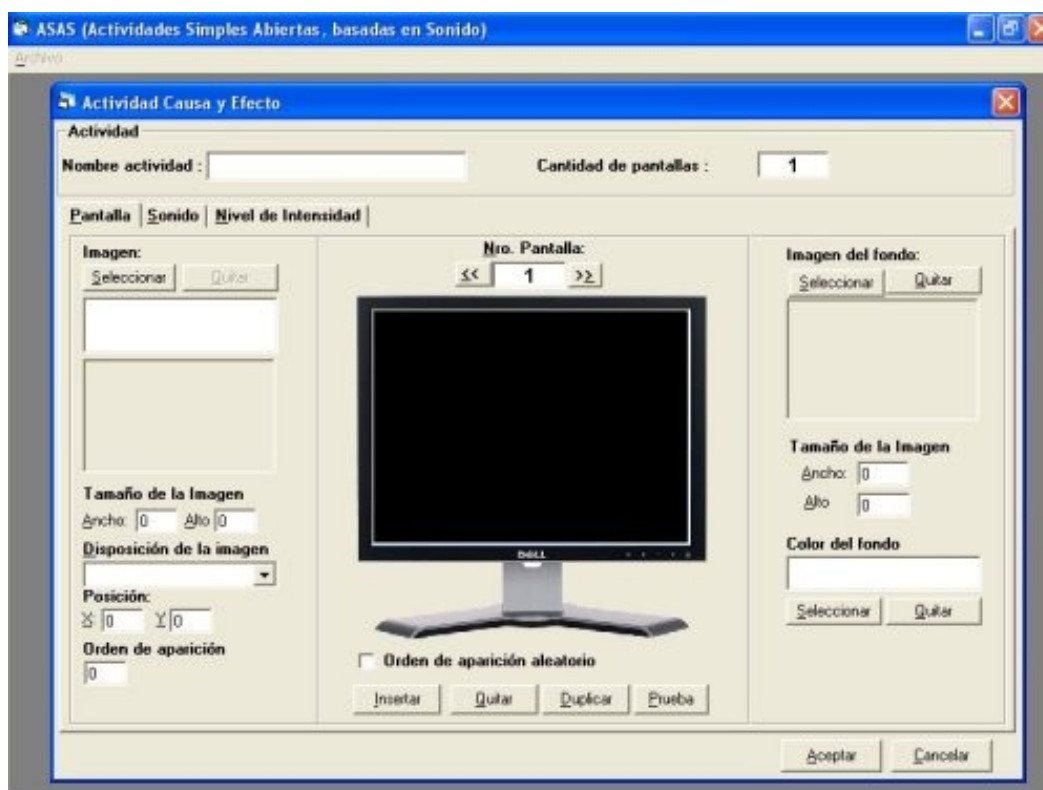 ASAS (Actividades Simples Abiertas, basadas en Sonido)
Archivo
Actividad Causa y Efecto
Actividad
Nombre actividad :
Cantidad de pantallas : 1
Pantalla Sonido Nivel de Intensidad
Imagen:
Seleccionar Quitar
Tamaño de la Imagen
Ancho: 0 Alto 0
Disposición de la imagen
Posición:
X: 0 Y 0
Orden de aparición
0
Nro. Pantalla:
<< 1 >>
DELL
Orden de aparición aleatorio
Insertar Quitar Duplicar Prueba
Imagen del fondo:
Seleccionar Quitar
Tamaño de la Imagen
Ancho: 0
Alto 0
Color del fondo
Seleccionar Quitar
Aceptar Cancelar